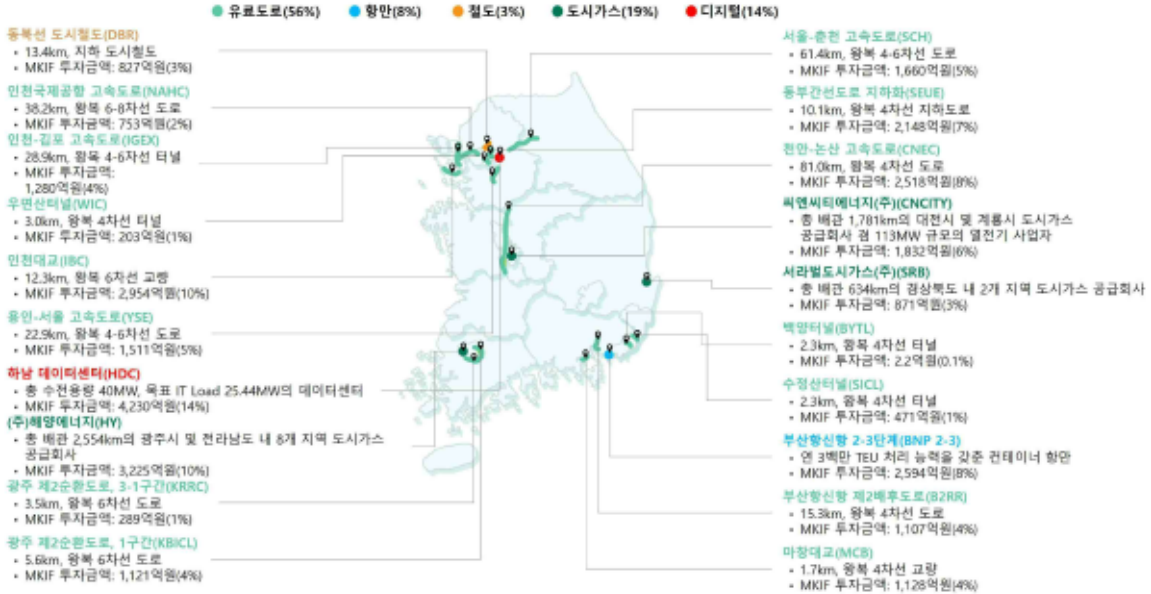 유료도로(56%) 항만(8%) 철도(3%) 도시가스(19%) 디지털(14%)
동북선 도시철도(DBR)
• 13.4km, 지하 도시철도
• MKIF 투자금액: 827억원(3%)
인천국제공항 고속도로(NAHC)
• 38.2km, 왕복 6-8차선 도로
• MKIF 투자금액: 753억원(2%)
인천-김포 고속도로(IGEX)
• 28.9km, 왕복 4-6차선 터널
• MKIF 투자금액:
1,280억원(4%)
우면산터널(WIC)
• 3.0km, 왕복 4차선 터널
• MKIF 투자금액: 203억원(1%)
인천대교(IBC)
• 12.3km, 왕복 6차선 교량
• MKIF 투자금액: 2,954억원(10%)
용인-서울 고속도로(YSE)
• 22.9km, 왕복 4-6차선 도로
• MKIF 투자금액: 1,511억원(5%)
하남 데이터센터(HDC)
• 총 수전용량 40MW, 목표 IT Load 25.44MW의 데이터센터
• MKIF 투자금액: 4,230억원(14%)
(주)해양에너지(HY)
• 총 배관 2,554km의 광주시 및 전라남도 내 8개 지역 도시가스
공급회사
• MKIF 투자금액: 3,225억원(10%)
광주 제2순환도로, 3-1구간(KRRC)
• 3.5km, 왕복 6차선 도로
• MKIF 투자금액: 289억원(1%)
광주 제2순환도로, 1구간(KBICL)
• 5.6km, 왕복 6차선 도로
• MKIF 투자금액: 1,121억원(4%)
서울-춘천 고속도로(SCH)
• 61.4km, 왕복 4-6차선 도로
• MKIF 투자금액: 1,660억원(5%)
동부간선도로 지하화(SEUE)
• 10.1km, 왕복 4차선 지하도로
• MKIF 투자금액: 2,148억원(7%)
천안-논산 고속도로(CNEC)
• 81.0km, 왕복 4차선 도로
• MKIF 투자금액: 2,518억원(8%)
씨엔씨티에너지(주)(CNCITY)
• 총 배관 1,781km의 대전시 및 계룡시 도시가스
공급회사 겸 113MW 규모의 열전기 사업자
• MKIF 투자금액: 1,832억원(6%)
서라벌도시가스(주)(SRB)
• 총 배관 634km의 경상북도 내 2개 지역 도시가스 공급회사
• MKIF 투자금액: 871억원(3%)
백양터널(BYTL)
• 2.3km, 왕복 4차선 터널
• MKIF 투자금액: 2.2억원(0.1%)
수정산터널(SICL)
• 2.3km, 왕복 4차선 터널
• MKIF 투자금액: 471억원(1%)
부산항신항 2-3단계(BNP 2-3)
• 연 3백만 TEU 처리 능력을 갖춘 컨테이너 항만
• MKIF 투자금액: 2,594억원(8%)
부산항신항 제2배후도로(B2RR)
• 15.3km, 왕복 4차선 도로
• MKIF 투자금액: 1,107억원(4%)
마창대교(MCB)
• 1.7km, 왕복 4차선 교량
• MKIF 투자금액: 1,128억원(4%)